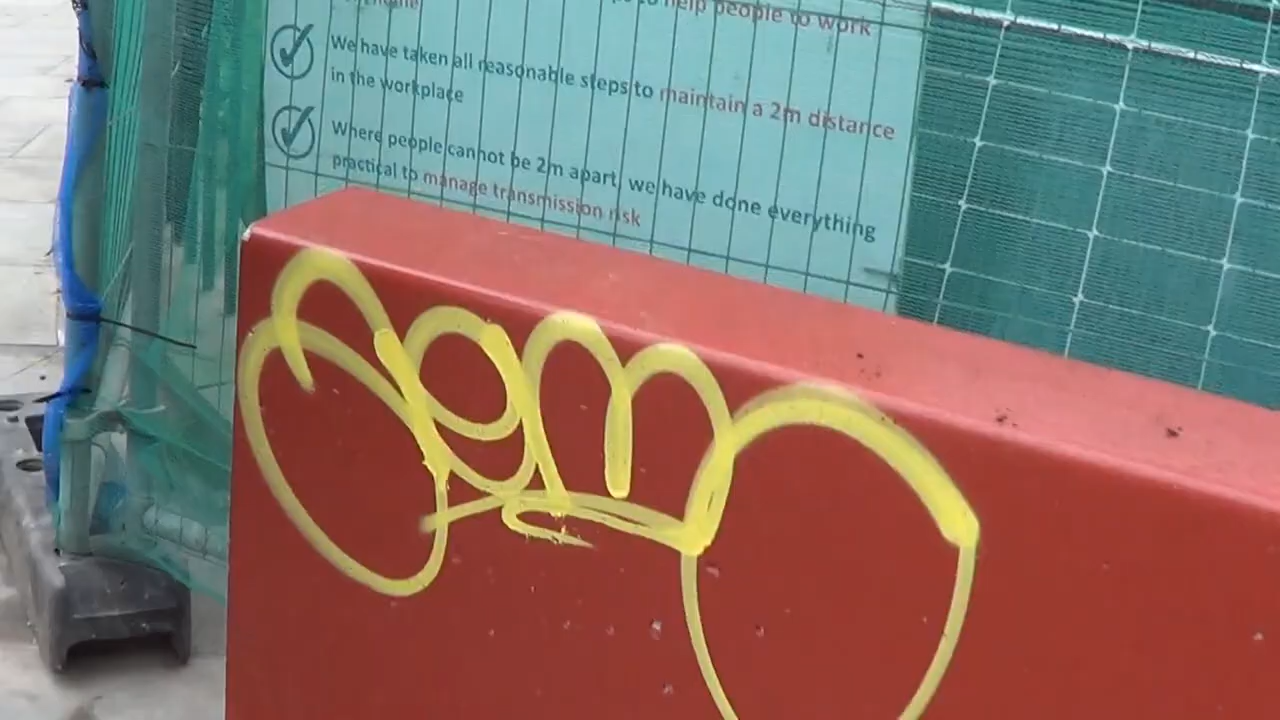 help people to work
We have taken all reasonable steps to maintain a 2m distance
in the workplace
Where people cannot be 2m apart, we have done everything
practical to manage transmission risk